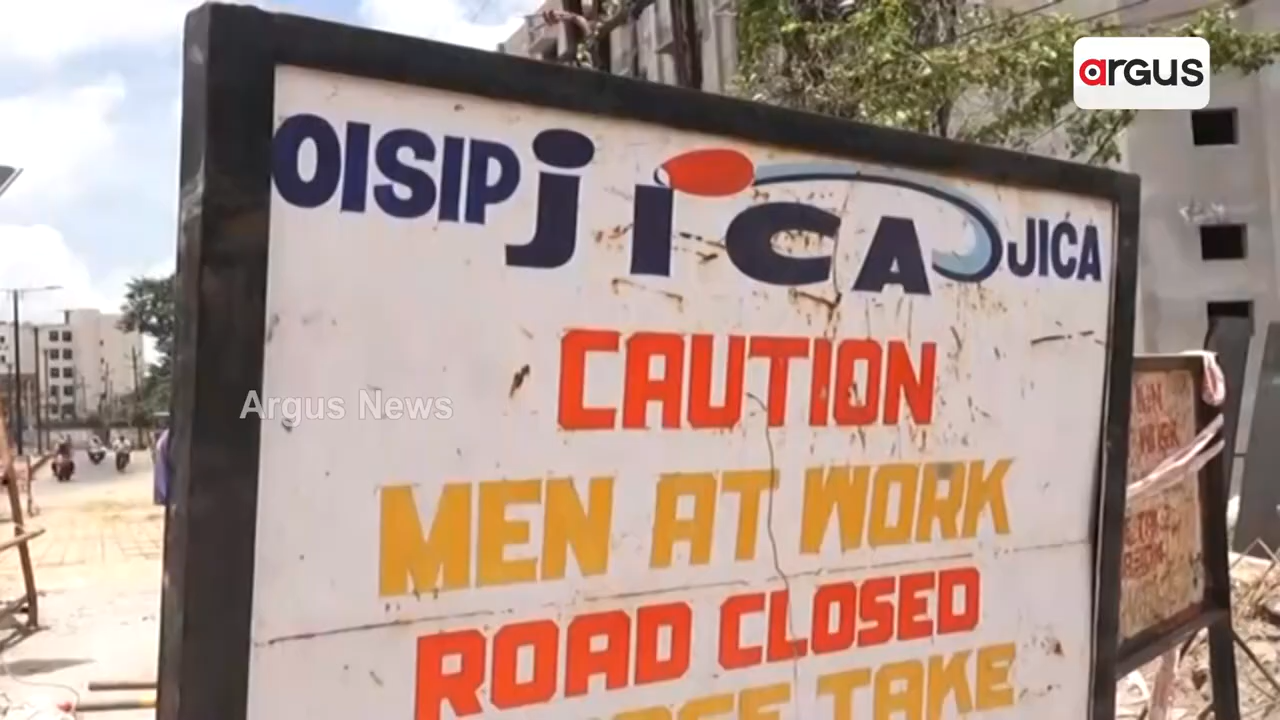 argus
OISIP jiCA JICA
CAUTION
Argus News
MEN AT WORK
ROAD CLOSED
TAKE